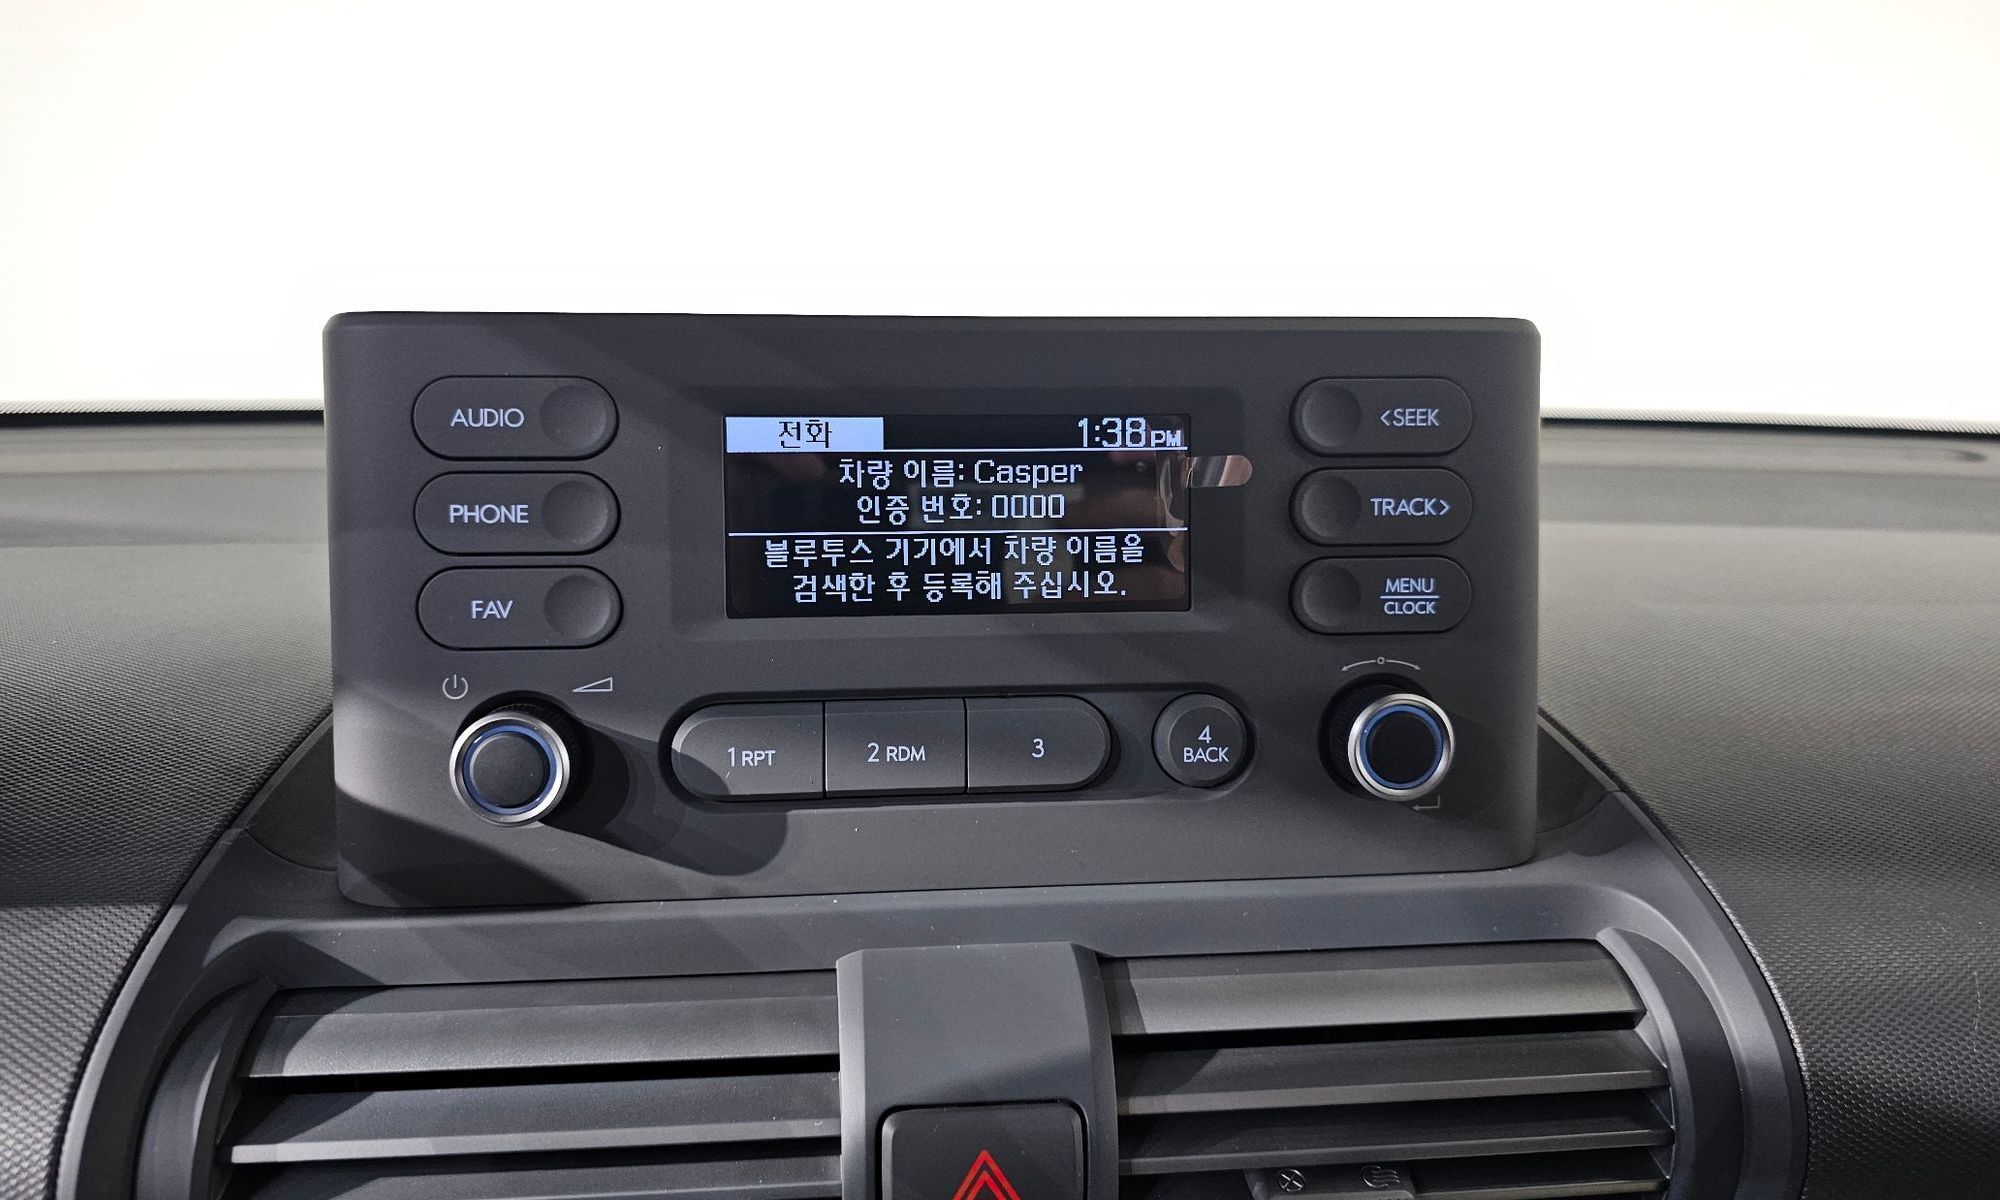 AUDIO
PHONE
FAV
전화 1:38 PM
차량 이름: Casper
인증 번호: 0000
블루투스 기기에서 차량 이름을
검색한 후 등록해 주십시오.
<SEEK
TRACK>
MENU
CLOCK
1 RPT
2 RDM
3
4
BACK